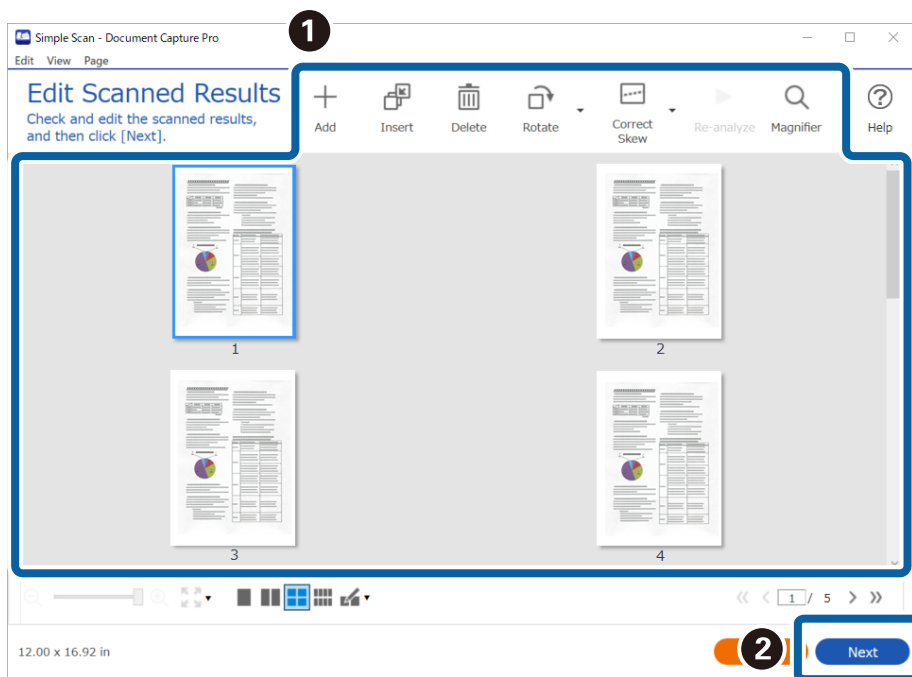 1
Simple Scan - Document Capture Pro
Edit View Page
Edit Scanned Results
Check and edit the scanned results,
and then click [Next].
Add
Insert
Delete
Rotate
Correct
Skew
Re-analyze
Magnifier
Help
1
2
3
4
1 / 5
12.00 x 16.92 in
2
Next